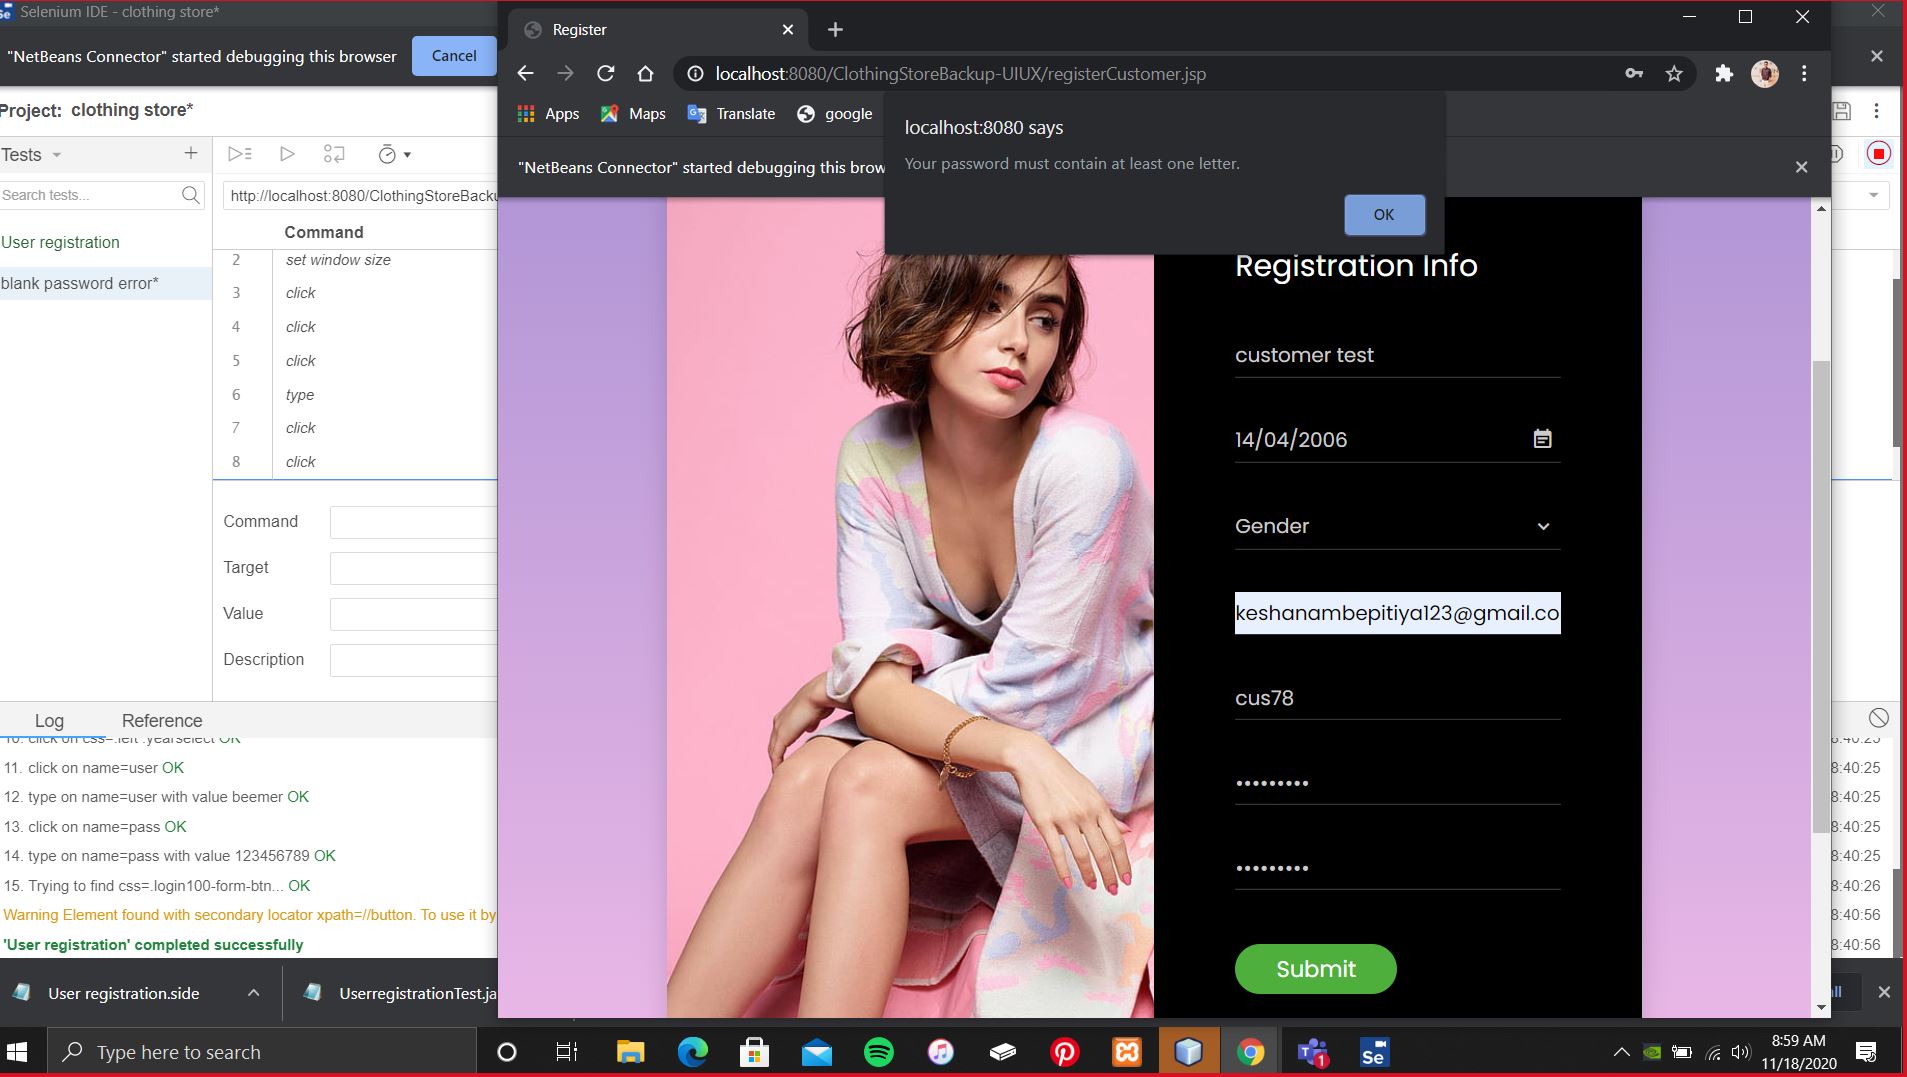 Selenium IDE - clothing store*
"NetBeans Connector" started debugging this browser
Cancel
Project: clothing store*
Tests
Search tests...
User registration
blank password error*
http://localhost:8080/ClothingStoreBacku
Command
2 set window size
3 click
4 click
5 click
6 type
7 click
8 click
Command
Target
Value
Description
Log
Reference
10. click on css=.left .yearselect OK
11. click on name=user OK
12. type on name=user with value beemer OK
13. click on name=pass OK
14. type on name=pass with value 123456789 OK
15. Trying to find css=.login100-form-btn... OK
Warning Element found with secondary locator xpath=//button. To use it by
'User registration' completed successfully
8:40:25
8:40:25
8:40:25
8:40:25
8:40:25
8:40:26
8:40:56
8:40:56
Register
localhost:8080/ClothingStoreBackup-UIUX/registerCustomer.jsp
Apps
Maps
Translate
google
"NetBeans Connector" started debugging this brow
localhost:8080 says
Your password must contain at least one letter.
OK
Registration Info
customer test
14/04/2006
Gender
keshanambepitiya123@gmail.co
cus78
Submit
User registration.side
UserregistrationTest.ja
all
Type here to search
Se
1
8:59 AM
11/18/2020